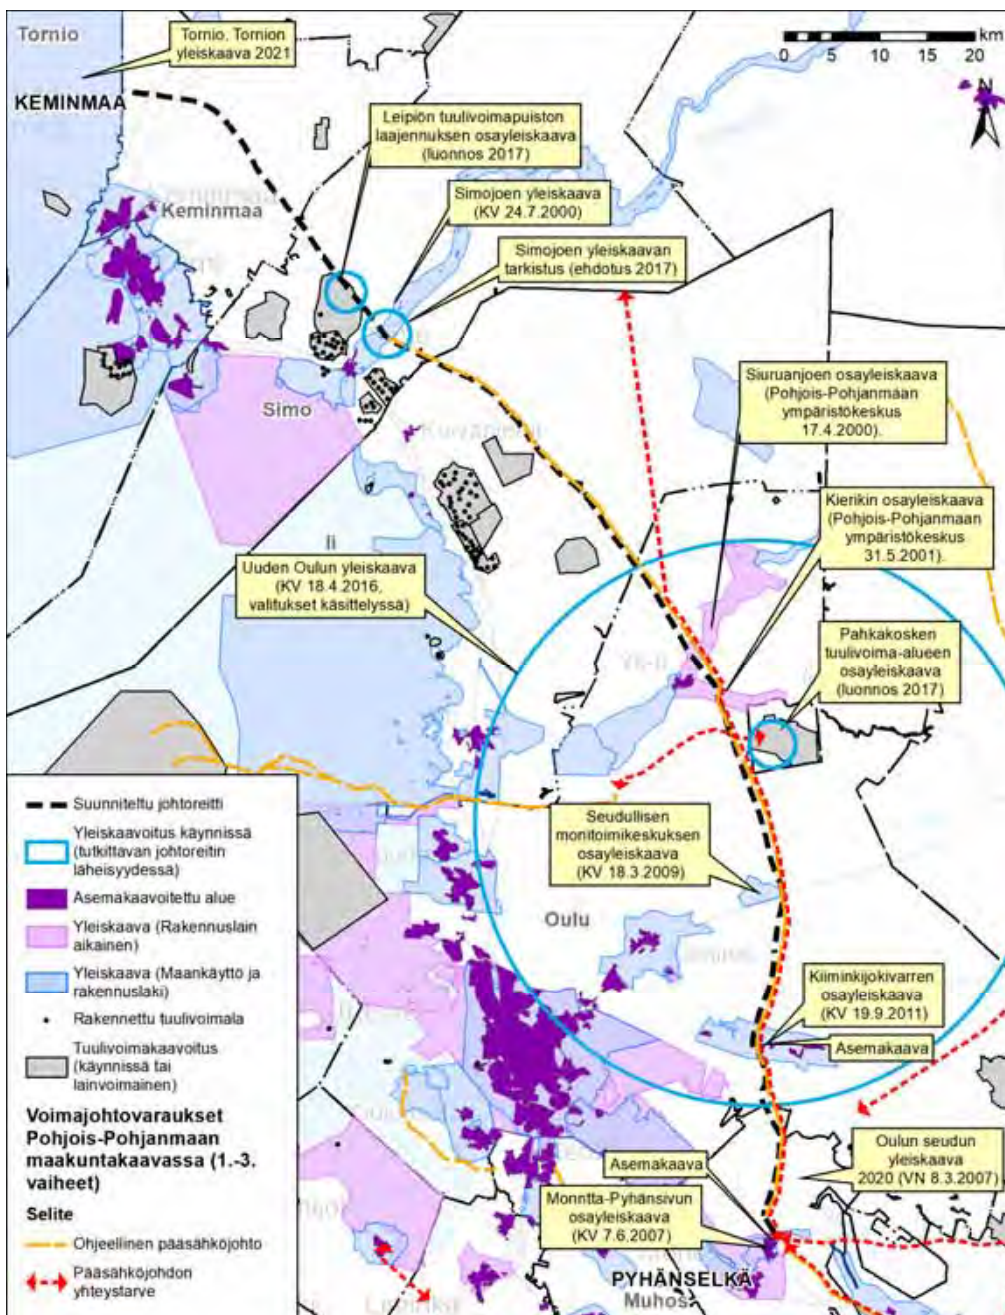 Tornio
Tornio, Tornion
yleiskaava 2021
km
0
5
10
15
20
N
KEMINMAA
Leipiön tuulivoimapuiston
laajennuksen osayleiskaava
(luonnos 2017)
Simojoen yleiskaava
(KV 24.7.2000)
Keminmaa
Simojoen yleiskaavan
tarkistus (ehdotus 2017)
Siuruanjoen osayleiskaava
(Pohjois-Pohjanmaan
ympäristökeskus
17.4.2000).
Simo
Kierikin osayleiskaava
(Pohjois-Pohjanmaan
ympäristökeskus
31.5.2001).
Ii
Uuden Oulun yleiskaava
(KV 18.4.2016,
valitukset käsittelyssä)
Yli-Ii
Pahkakosken
tuulivoima-alueen
osayleiskaava
(luonnos 2017)
Seudullisen
monitoimikeskuksen
osayleiskaava
(KV 18.3.2009)
Oulu
Kiiminkijokivarren
osayleiskaava
(KV 19.9.2011)
Asemakaava
Oulun seudun
yleiskaava
2020 (VN 8.3.2007)
Asemakaava
Monntta-Pyhänsivun
osayleiskaava
(KV 7.6.2007)
PYHÄNSELKÄ
Muhos
Suunniteltu johtoreitti
Yleiskaavoitus käynnissä
(tutkittavan johtoreitin
läheisyydessä)
Asemakaavoitettu alue
Yleiskaava (Rakennuslain
aikainen)
Yleiskaava (Maankäyttö ja
rakennuslaki)
Rakennettu tuulivoimala
Tuulivoimakaavoitus
(käynnissä tai
lainvoimainen)
Voimajohtovaraukset
Pohjois-Pohjanmaan
maakuntakaavassa (1.-3.
vaiheet)
Selite
Ohjeellinen pääsähköjohto
Pääsähköjohdon
yhteystarve